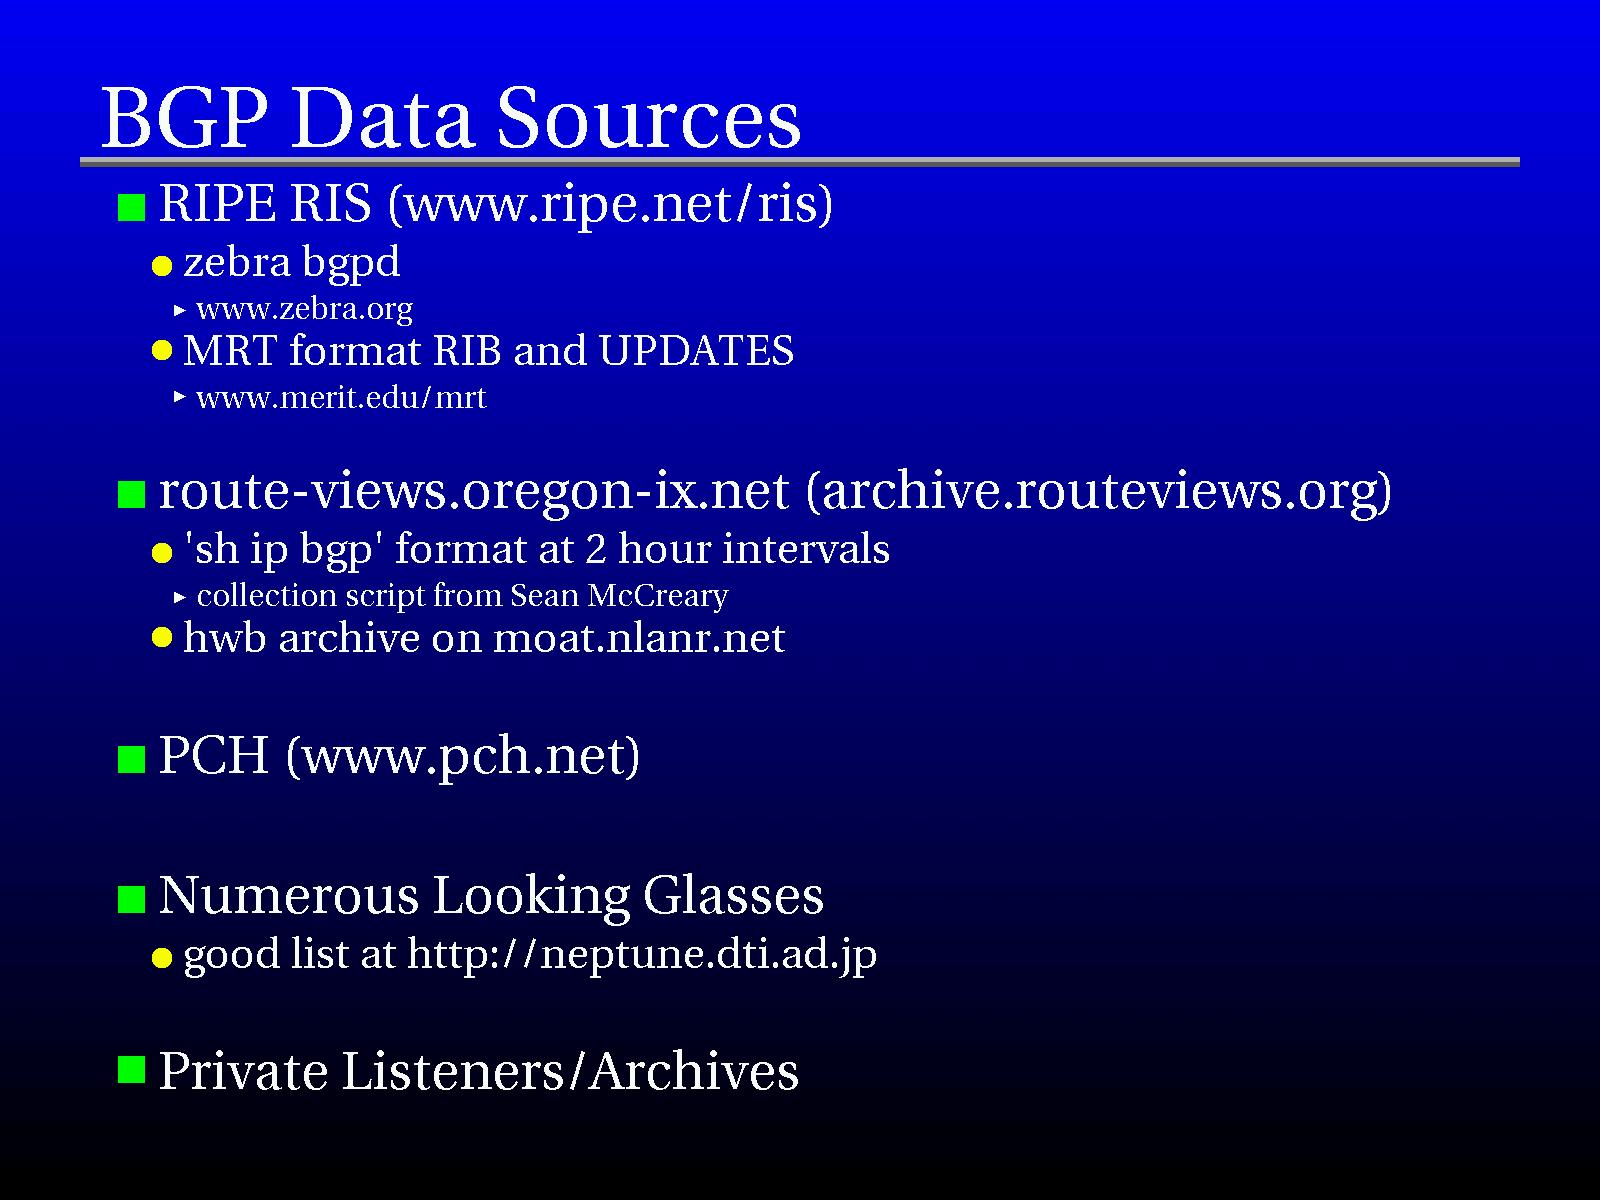 BGP Data Sources
RIPE RIS (www.ripe.net/ris)
zebra bgpd
www.zebra.org
MRT format RIB and UPDATES
www.merit.edu/mrt
route-views.oregon-ix.net (archive.routeviews.org)
'sh ip bgp' format at 2 hour intervals
collection script from Sean McCreary
hwb archive on moat.nlanr.net
PCH (www.pch.net)
Numerous Looking Glasses
good list at http://neptune.dti.ad.jp
Private Listeners/Archives